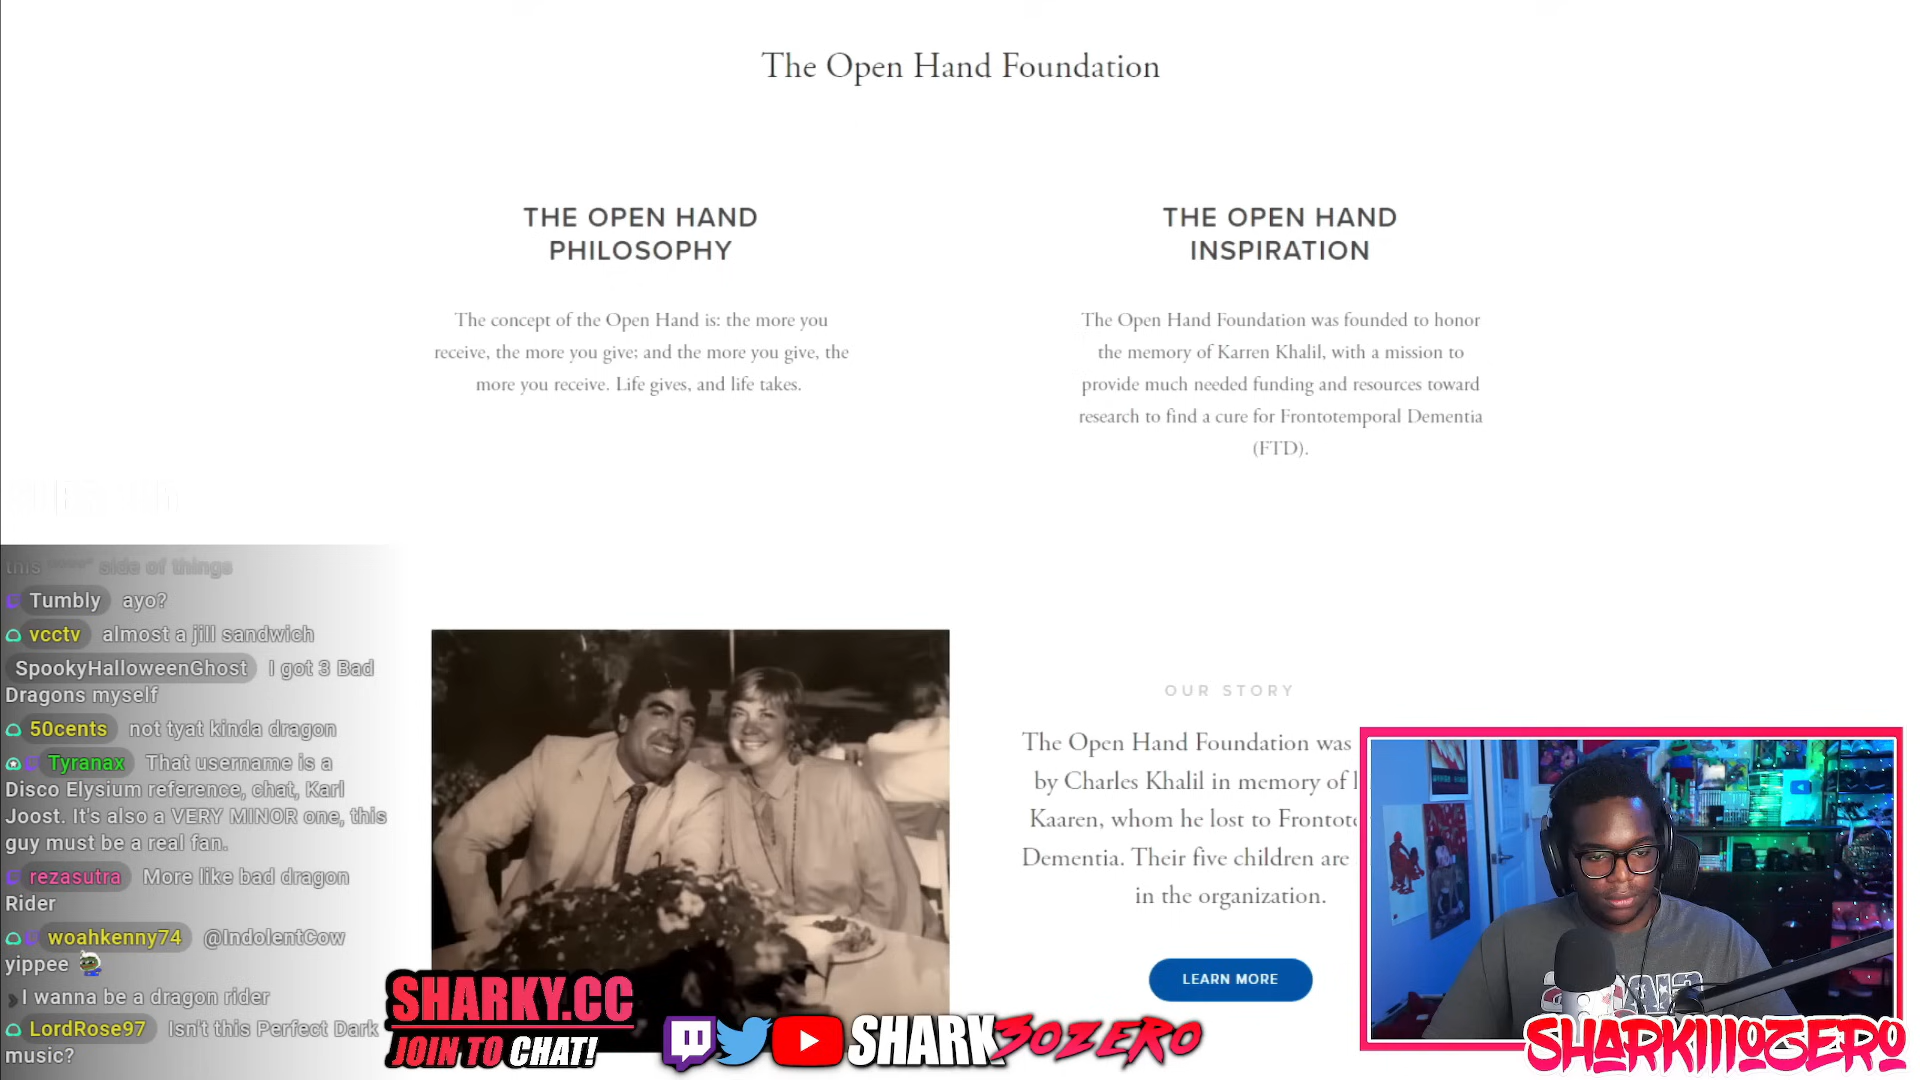 The Open Hand Foundation
THE OPEN HAND
PHILOSOPHY
The concept of the Open Hand is: the more you
receive, the more you give; and the more you give, the
more you receive. Life gives, and life takes.
THE OPEN HAND
INSPIRATION
The Open Hand Foundation was founded to honor
the memory of Karren Khalil, with a mission to
provide much needed funding and resources toward
research to find a cure for Frontotemporal Dementia
(FTD).
this **** side of things
Tumbly ayo?
vcctv almost a jill sandwich
SpookyHalloweenGhost I got 3 Bad
Dragons myself
50cents not tyat kinda dragon
Tyranax That username is a
Disco Elysium reference, chat, Karl
Joost. It's also a VERY MINOR one, this
guy must be a real fan.
rezasutra More like bad dragon
Rider
woahkenny74 @IndolentCow
yippee
I wanna be a dragon rider
LordRose97 Isn't this Perfect Dark
music?
OUR STORY
The Open Hand Foundation was
by Charles Khalil in memory of
Kaaren, whom he lost to Frontote
Dementia. Their five children are
in the organization.
LEARN MORE
SHARKY.CC
JOIN TO CHAT!
SHARK3OZERO
SHARKIII0ZERO